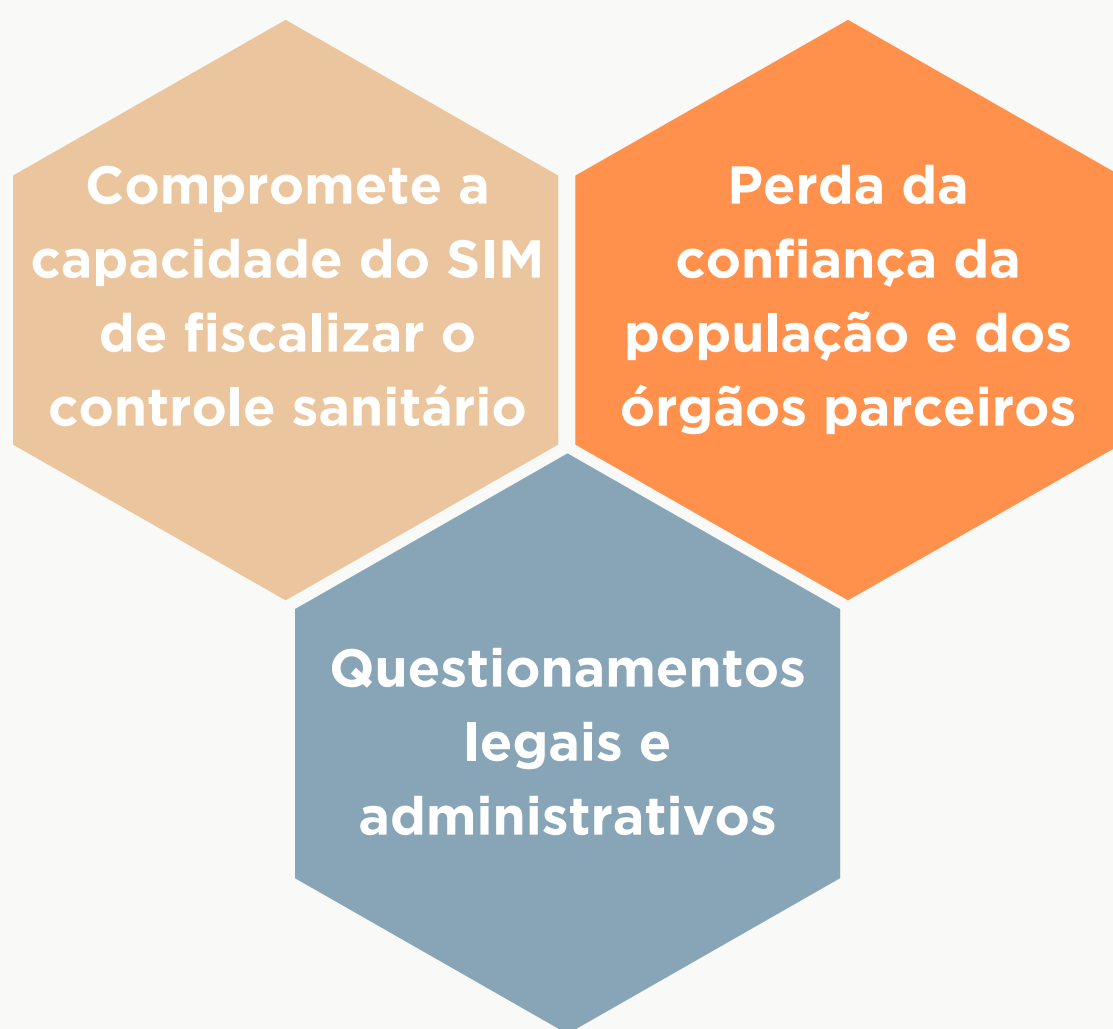 Compromete a
capacidade do SIM
de fiscalizar o
controle sanitário
Perda da
confiança da
população e dos
órgãos parceiros
Questionamentos
legais e
administrativos